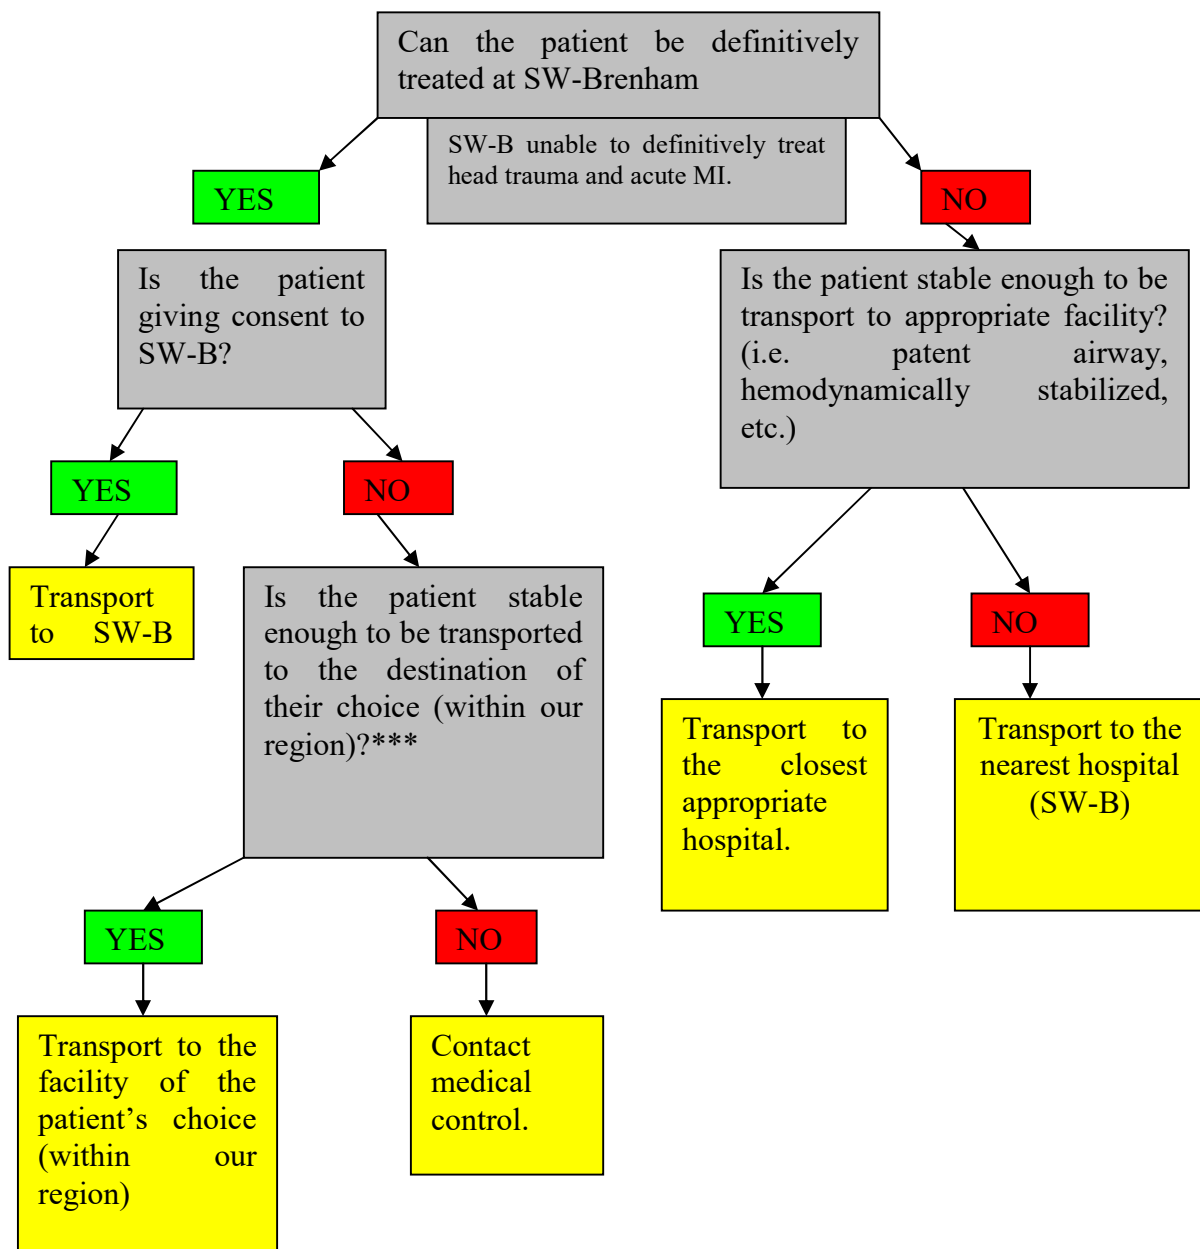 Can the patient be definitively
treated at SW-Brenham
SW-B unable to definitively treat
head trauma and acute MI.
YES
NO
Is the patient
giving consent to
SW-B?
Is the patient stable enough to be
transport to appropriate facility?
(i.e. patent airway,
hemodynamically stabilized,
etc.)
YES
NO
Transport
to SW-B
Is the patient stable
enough to be transported
to the destination of
their choice (within our
region)?***
YES
NO
Transport to
the closest
appropriate
hospital.
Transport to the
nearest hospital
(SW-B)
YES
NO
Transport to the
facility of the
patient’s choice
(within our
region)
Contact
medical
control.